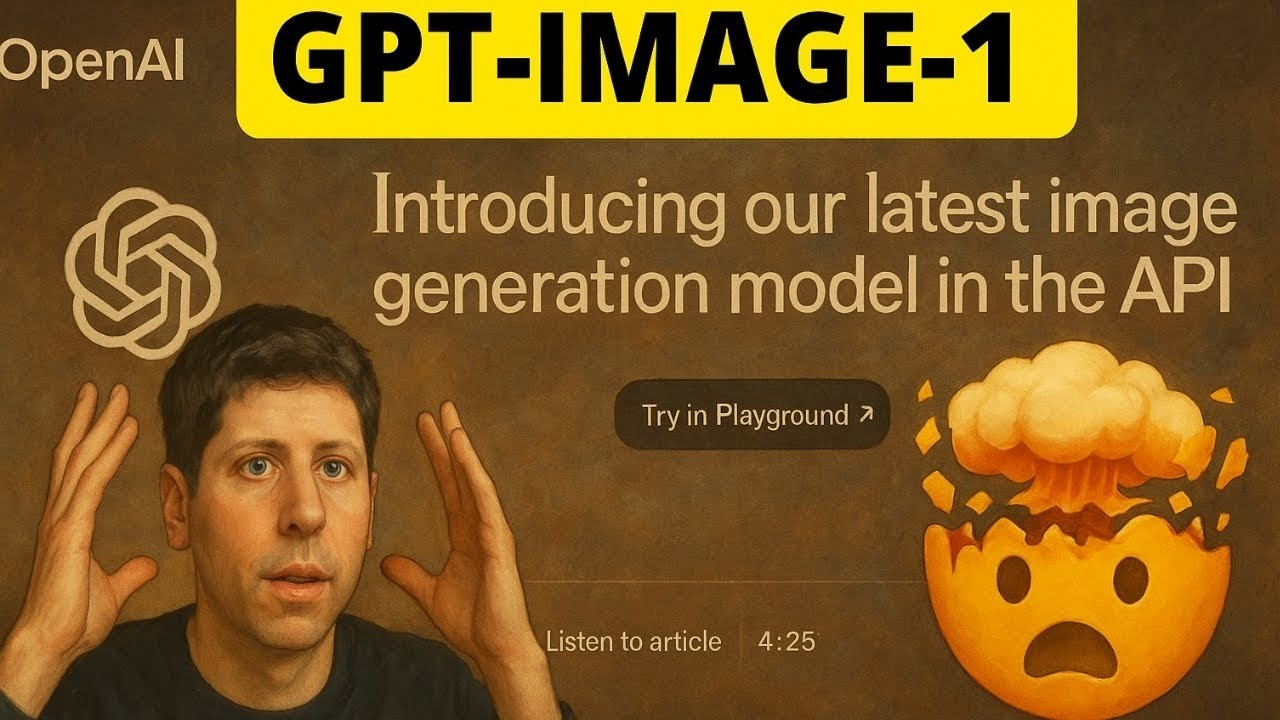 OpenAI
GPT-IMAGE-1
Introducing our latest image
generation model in the API
Try in Playground ↗
Listen to article | 4:25